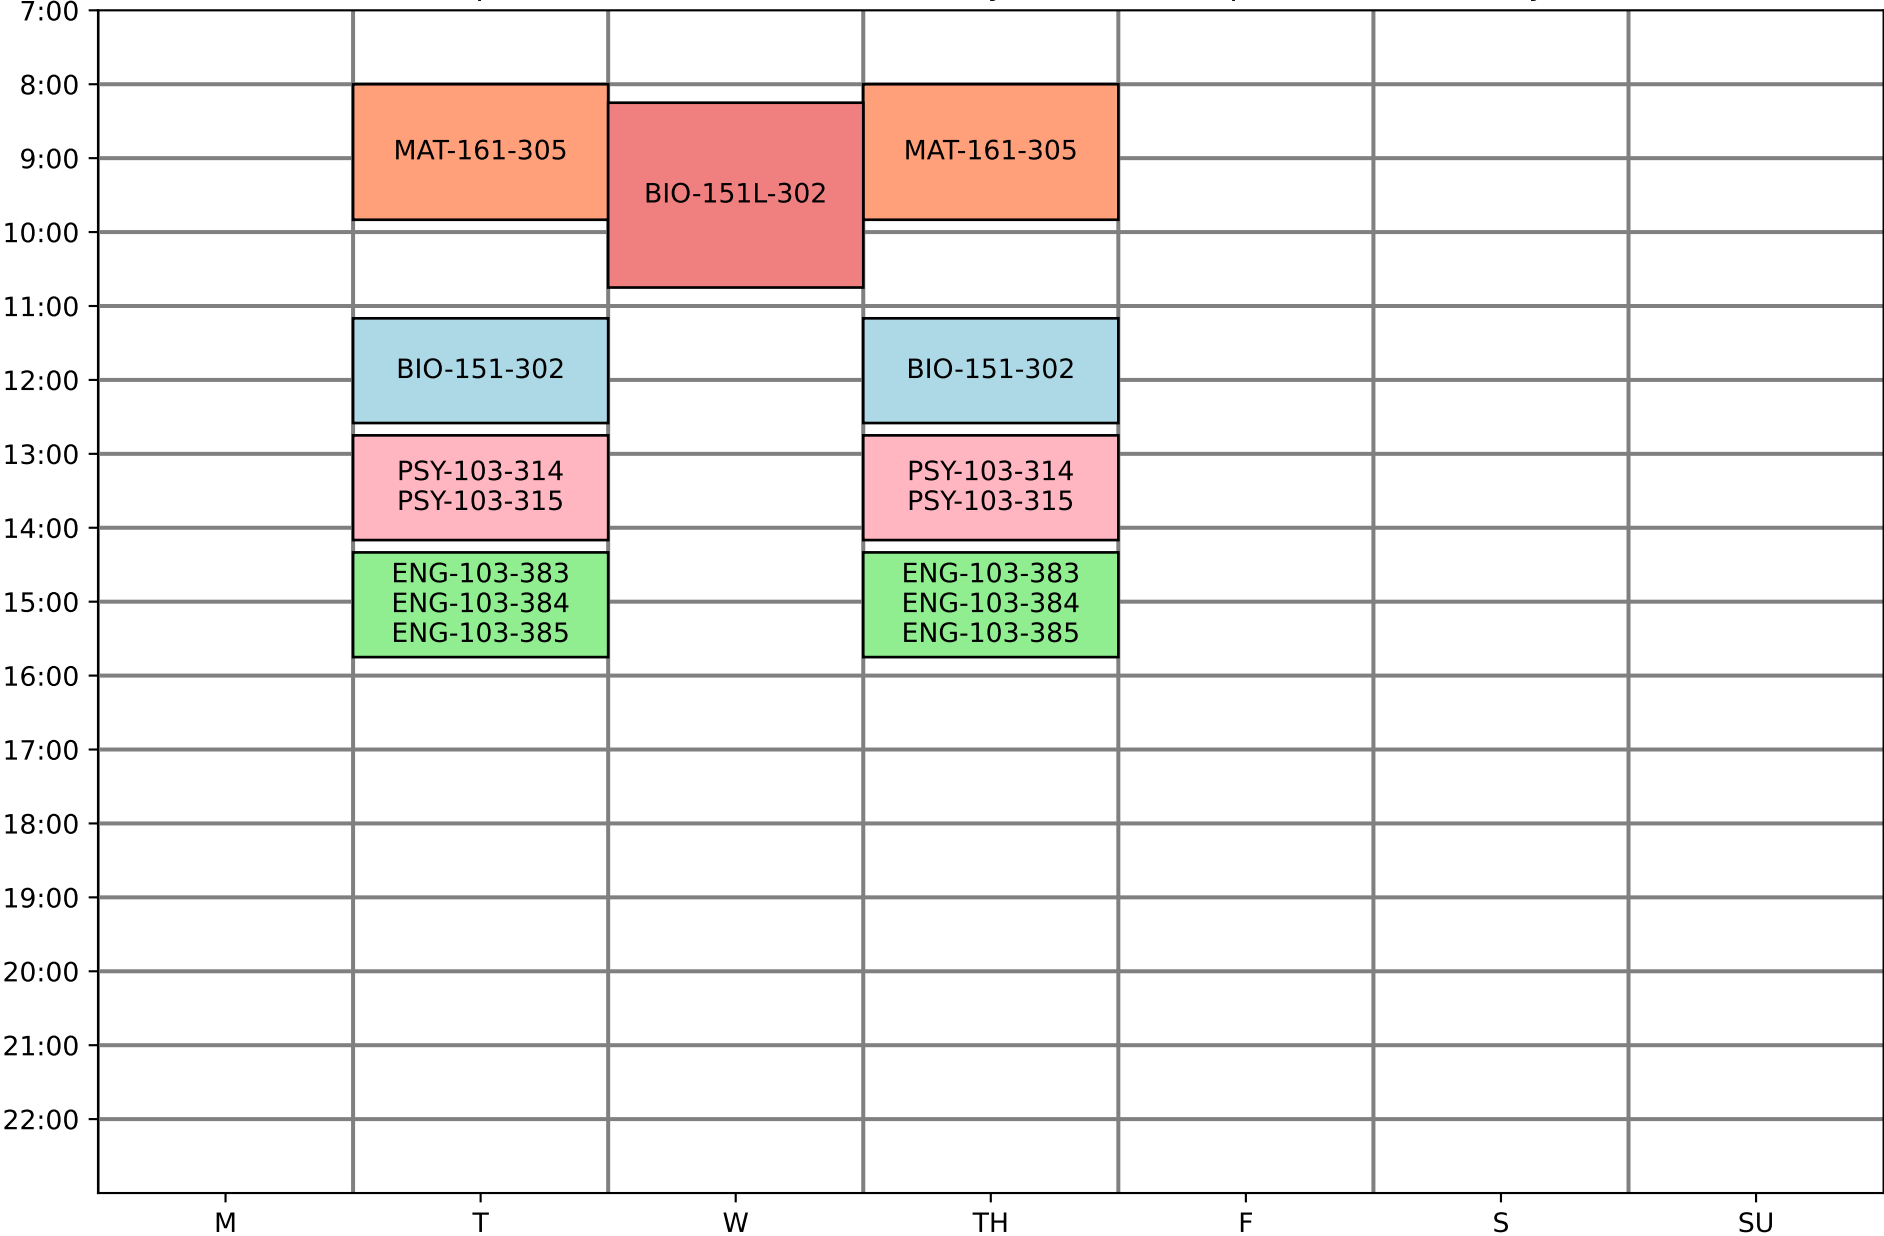 7:00
8:00
9:00
10:00
11:00
12:00
13:00
14:00
15:00
16:00
17:00
18:00
19:00
20:00
21:00
22:00
MAT-161-305
MAT-161-305
BIO-151L-302
BIO-151-302
BIO-151-302
PSY-103-314
PSY-103-315
PSY-103-314
PSY-103-315
ENG-103-383
ENG-103-384
ENG-103-385
ENG-103-383
ENG-103-384
ENG-103-385
M
T
W
TH
F
S
SU